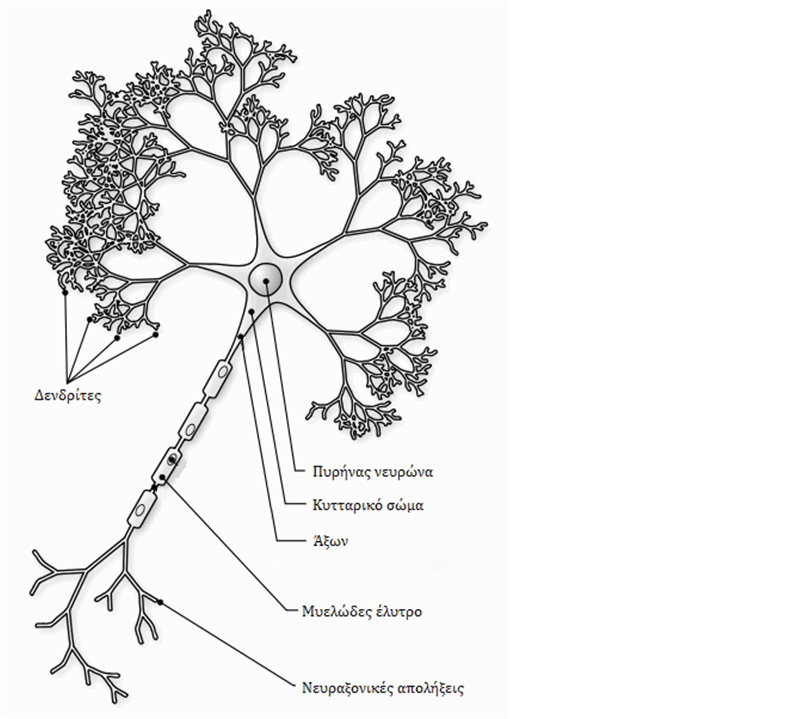 Δενδρίτες
Πυρήνας νευρώνα
Κυτταρικό σώμα
Άξων
Μυελώδες έλυτρο
Νευραξονικές απολήξεις